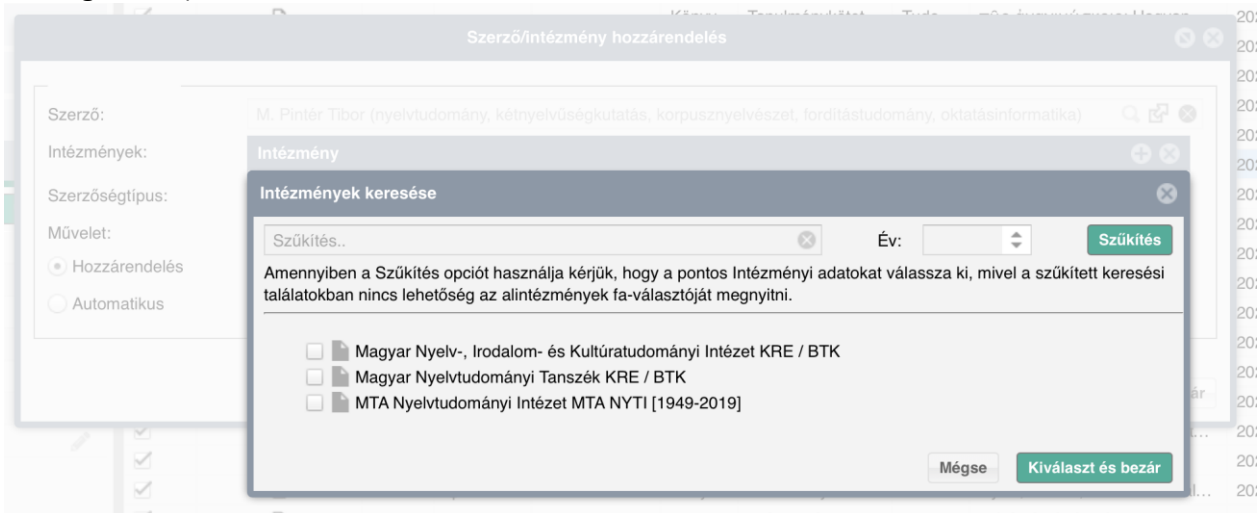 Szerző/intézmény hozzárendelés
Szerző:
M. Pintér Tibor (nyelvtudomány, kétnyelvűségkutatás, korpusznyelvészet, fordítástudomány, oktatásinformatika)
Intézmények:
Intézmény
Szerzőségtípus:
Művelet:
Hozzárendelés
Automatikus
Intézmények keresése
Szűkítés..
Év:
Szűkítés
Amennyiben a Szűkítés opciót használja kérjük, hogy a pontos Intézményi adatokat válassza ki, mivel a szűkített keresési
találatokban nincs lehetőség az alintézmények fa-választóját megnyitni.
Magyar Nyelv-, Irodalom- és Kultúratudományi Intézet KRE / BTK
Magyar Nyelvtudományi Tanszék KRE / BTK
MTA Nyelvtudományi Intézet MTA NYTI [1949-2019]
Mégse
Kiválaszt és bezár